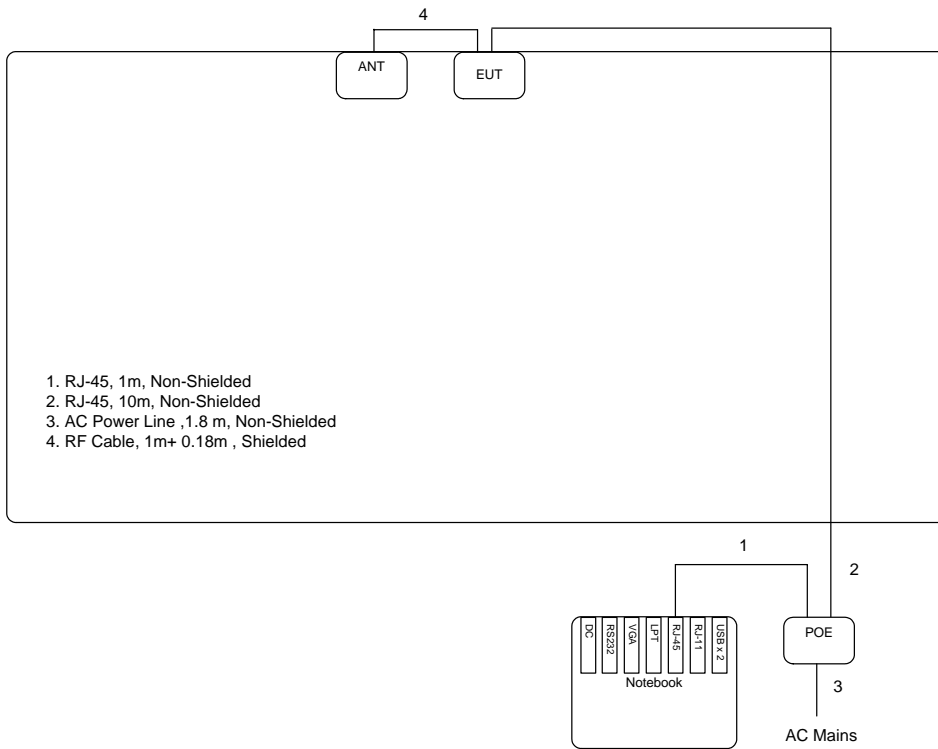 4
ANT
EUT
1. RJ-45, 1m, Non-Shielded
2. RJ-45, 10m, Non-Shielded
3. AC Power Line ,1.8 m, Non-Shielded
4. RF Cable, 1m+ 0.18m , Shielded
1
2
DC
RS232
VGA
LPT
RJ-45
RJ-11
USB x 2
POE
Notebook
3
AC Mains